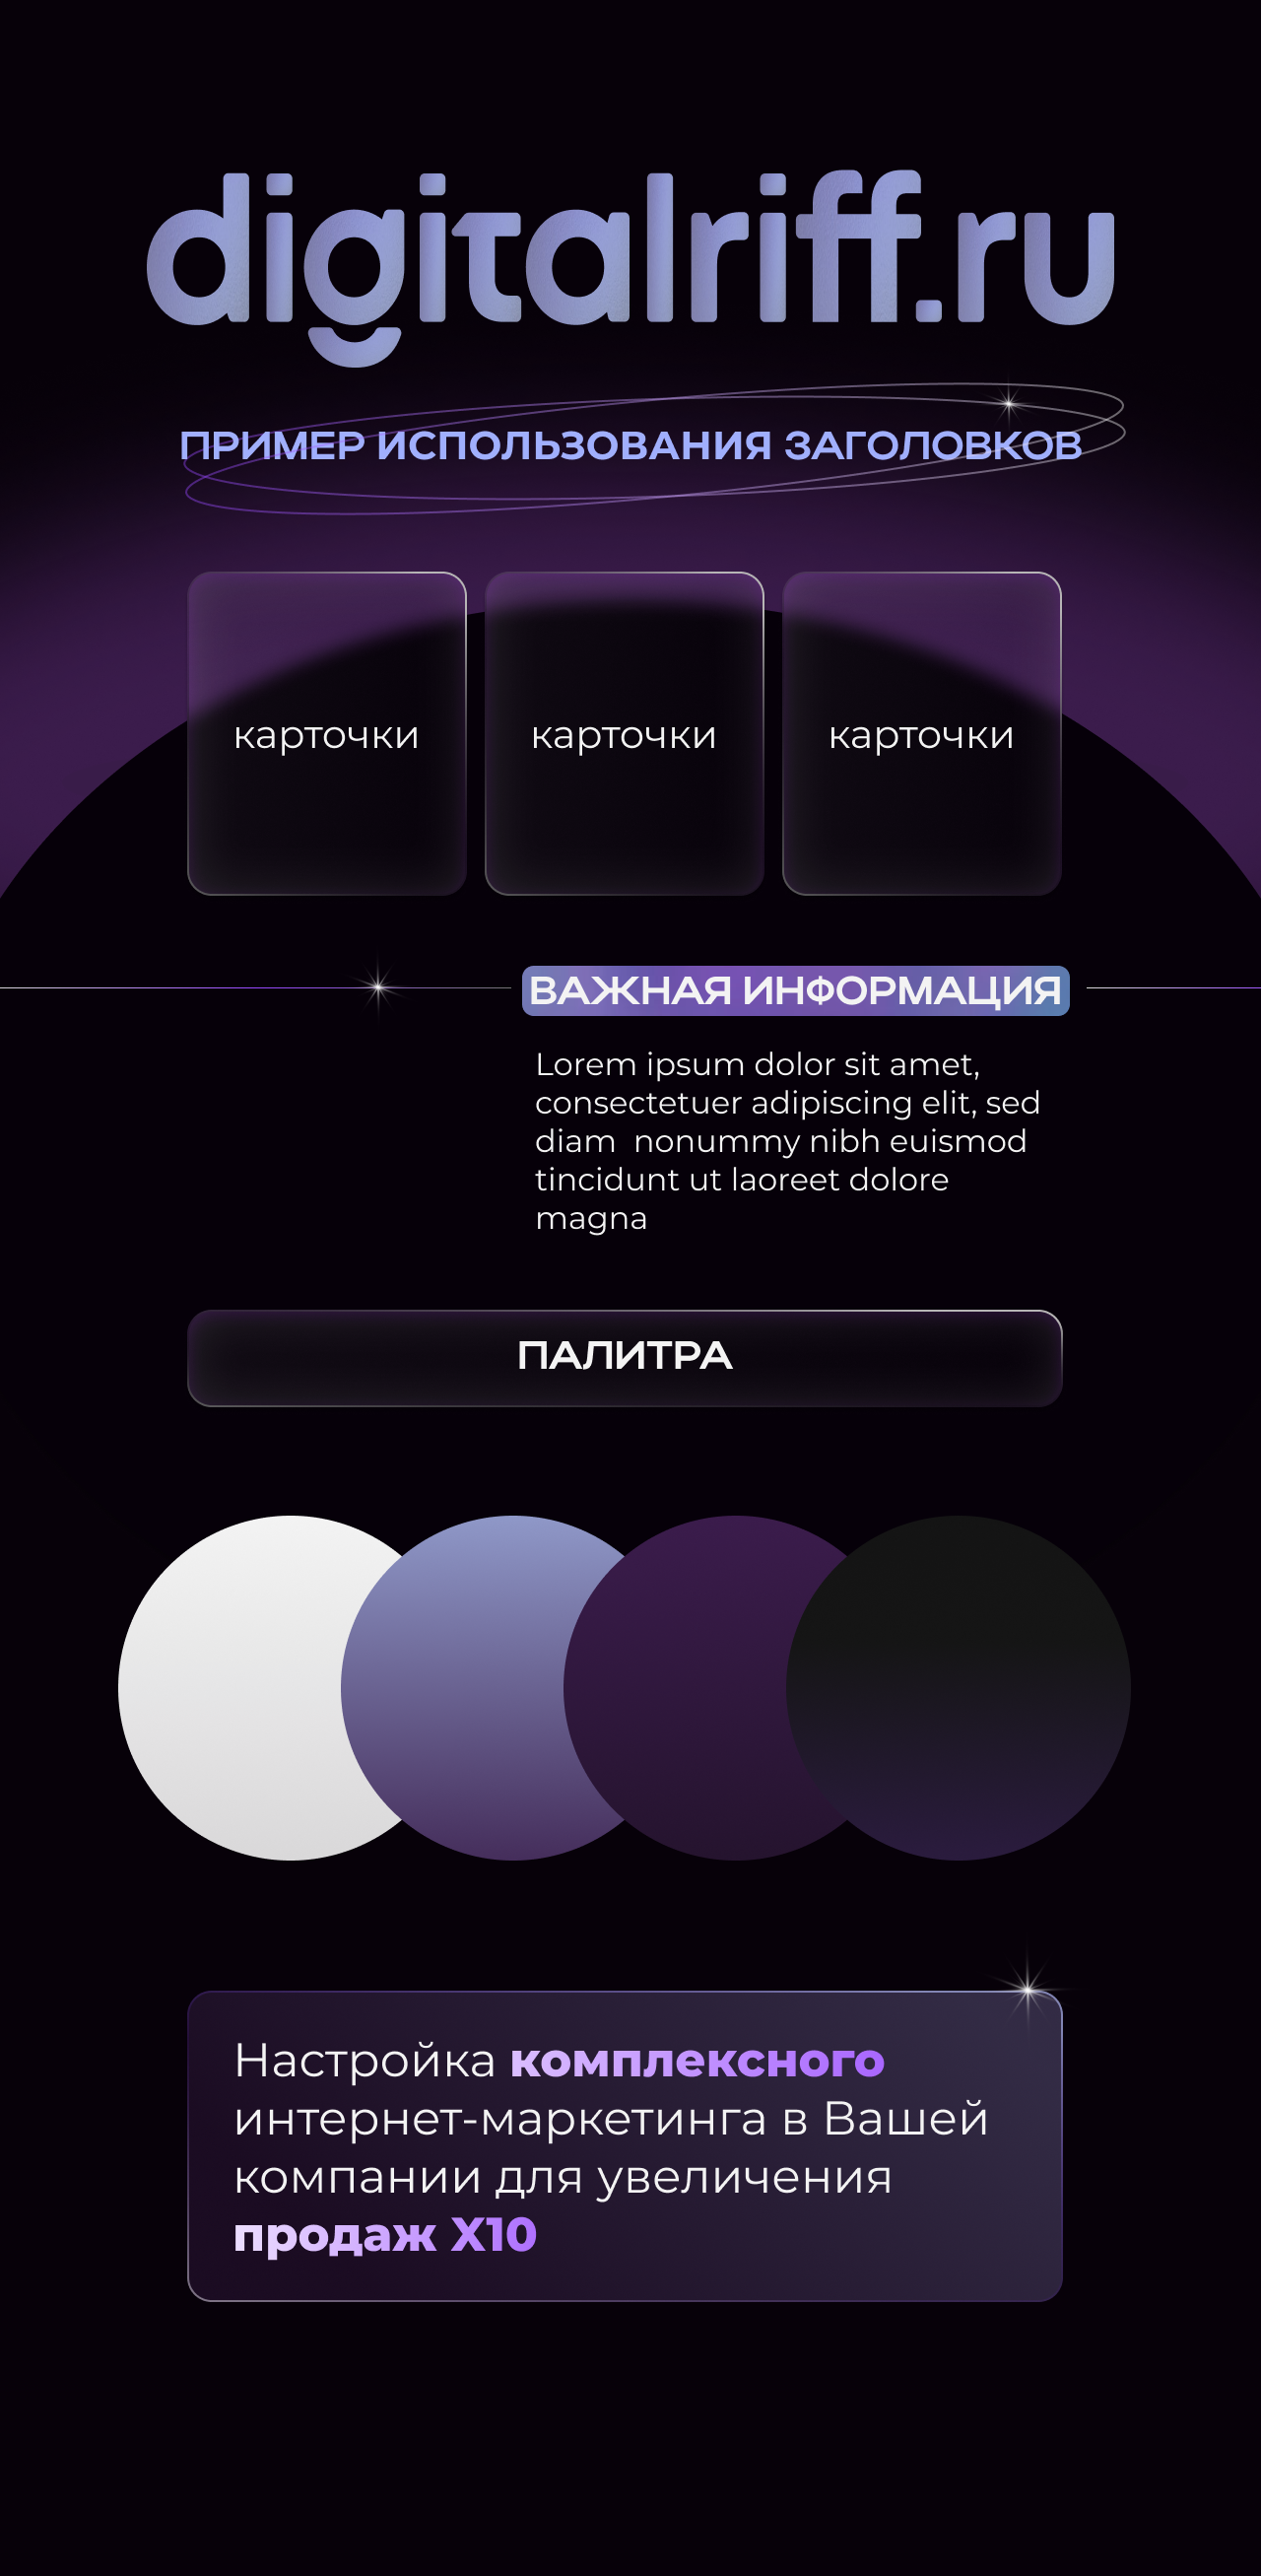 digitalriff.ru
ПРИМЕР ИСПОЛЬЗОВАНИЯ ЗАГОЛОВКОВ
карточки
карточки
карточки
ВАЖНАЯ ИНФОРМАЦИЯ
Lorem ipsum dolor sit amet,
consectetuer adipiscing elit, sed
diam  nonummy nibh euismod
tincidunt ut laoreet dolore
magna
ПАЛИТРА
Настройка комплексного
интернет-маркетинга в Вашей
компании для увеличения
продаж X10